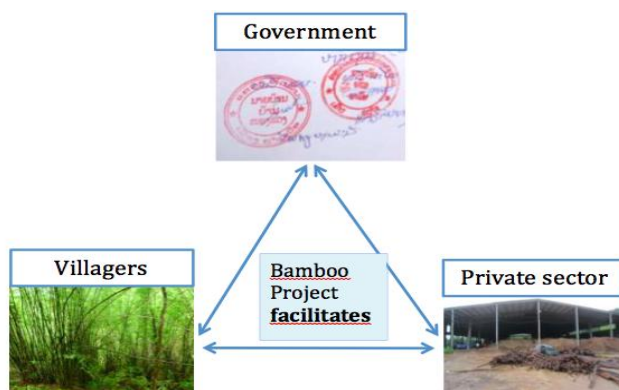 Government
Villagers
Bamboo
Project
facilitates
Private sector